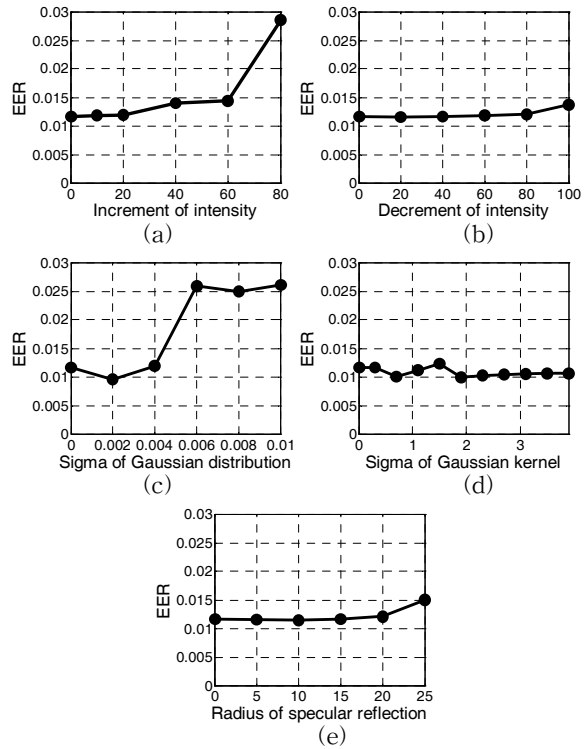 0.03 0.03
0.025 0.025
0.02 0.02
EER 0.015 EER 0.015
0.01 0.01
0.005 0.005
0 0
0 20 40 60 80 0 20 40 60 80 100
Increment of intensity Decrement of intensity
(a) (b)
0.03 0.03
0.025 0.025
0.02 0.02
EER 0.015 EER 0.015
0.01 0.01
0.005 0.005
0 0
0 0.002 0.004 0.006 0.008 0.01 0 1 2 3
Sigma of Gaussian distribution Sigma of Gaussian kernel
(c) (d)
0.03
0.025
0.02
EER 0.015
0.01
0.005
0
0 5 10 15 20 25
Radius of specular reflection
(e)